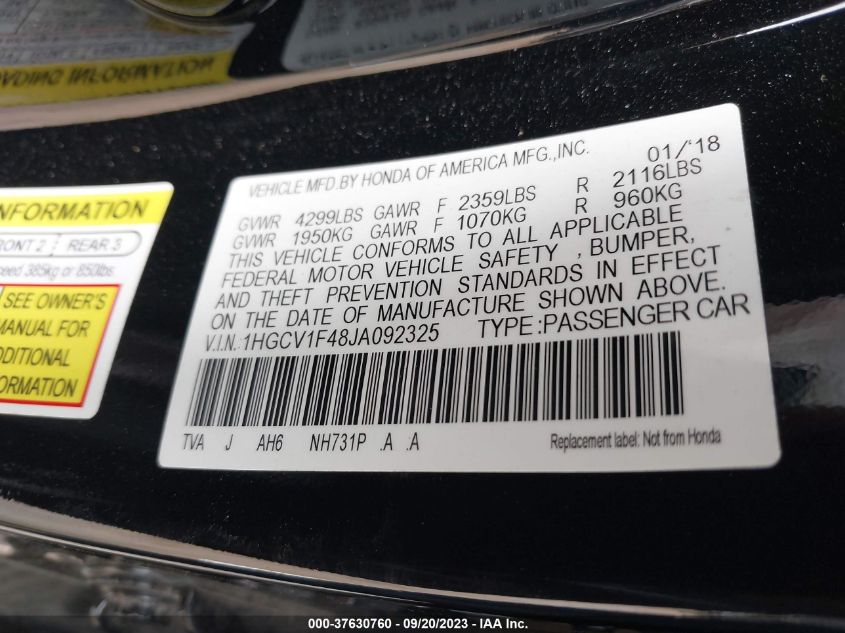 VEHICLE MFD.BY HONDA OF AMERICA MFG.,INC. 01/'18
GVWR 4299LBS GAWR F 2359LBS R 2116LBS
GVWR 1950KG GAWR F 1070KG R 960KG
THIS VEHICLE CONFORMS TO ALL APPLICABLE
FEDERAL MOTOR VEHICLE SAFETY , BUMPER,
AND THEFT PREVENTION STANDARDS IN EFFECT
ON THE DATE OF MANUFACTURE SHOWN ABOVE.
V.I.N.:1HGCV1F48JA092325 TYPE:PASSENGER CAR
TVA J AH6 NH731P .A .A
Replacement label: Not from Honda
INFORMATION
FRONT 2 REAR 3
385kg or 850lbs.
SEE OWNER'S
MANUAL FOR
ADDITIONAL
INFORMATION
000-37630760 - 09/20/2023 - IAA Inc.